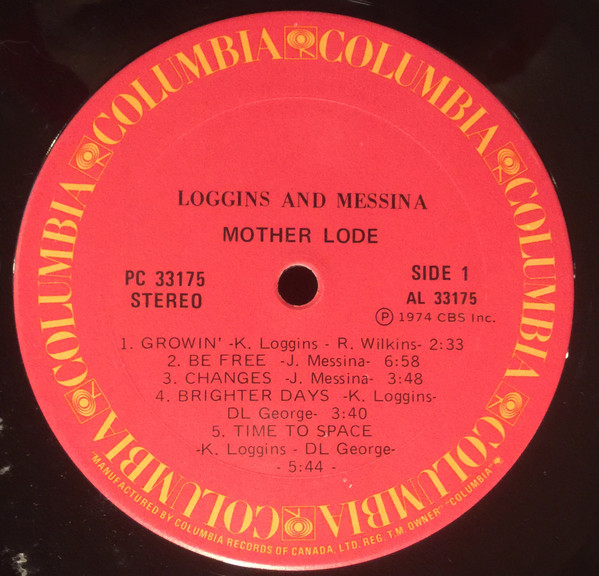 COLUMBIA COLUMBIA COLUMBIA COLUMBIA COLUMBIA COLUMBIA
LOGGINS AND MESSINA
MOTHER LODE
PC 33175
STEREO
SIDE 1
AL 33175
Ⓟ 1974 CBS Inc.
1. GROWIN' -K. Loggins - R. Wilkins- 2:33
2. BE FREE -J. Messina- 6:58
3. CHANGES -J. Messina- 3:48
4. BRIGHTER DAYS -K. Loggins-
DL George- 3:40
5. TIME TO SPACE
-K. Loggins - DL George-
- 5:44 -
"MANUFACTURED BY COLUMBIA RECORDS OF CANADA, LTD. REG. T.M. OWNER" "COLUMBIA"